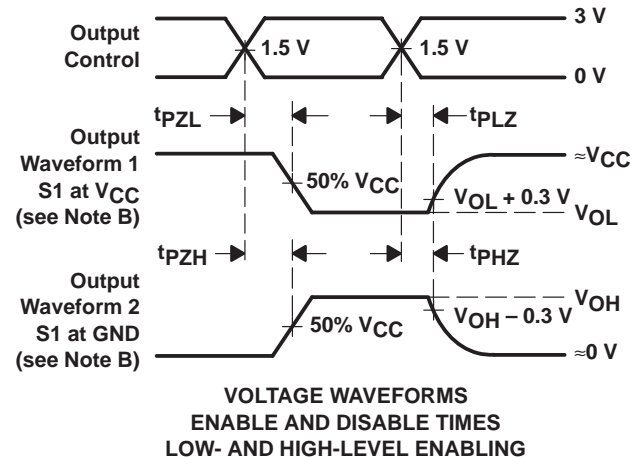 Output
Control
1.5 V
1.5 V
3 V
0 V
tPZL
tPLZ
Output
Waveform 1
S1 at VCC
(see Note B)
50% VCC
≈VCC
VOL + 0.3 V
VOL
tPZH
tPHZ
Output
Waveform 2
S1 at GND
(see Note B)
50% VCC
VOH
VOH – 0.3 V
≈0 V
VOLTAGE WAVEFORMS
ENABLE AND DISABLE TIMES
LOW- AND HIGH-LEVEL ENABLING